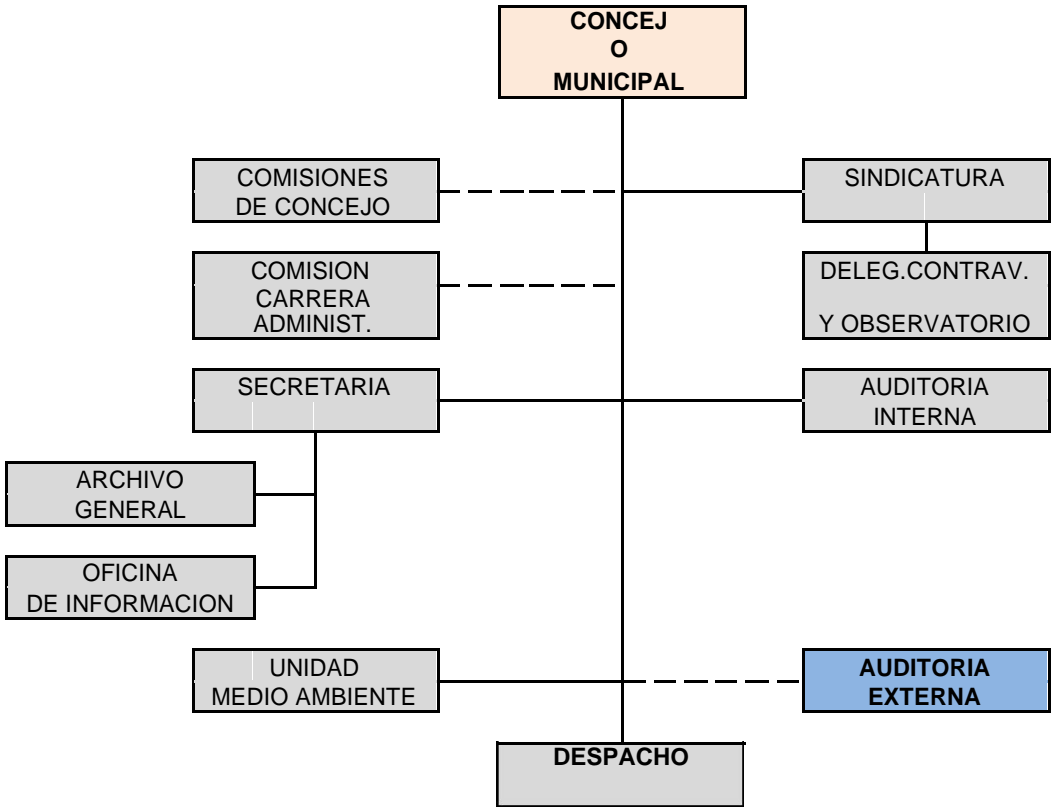 CONCEJ
O
MUNICIPAL
COMISIONES
DE CONCEJO
SINDICATURA
COMISION
CARRERA
ADMINIST.
DELEG.CONTRAV.
Y OBSERVATORIO
SECRETARIA
AUDITORIA
INTERNA
ARCHIVO
GENERAL
OFICINA
DE INFORMACION
UNIDAD
MEDIO AMBIENTE
AUDITORIA
EXTERNA
DESPACHO